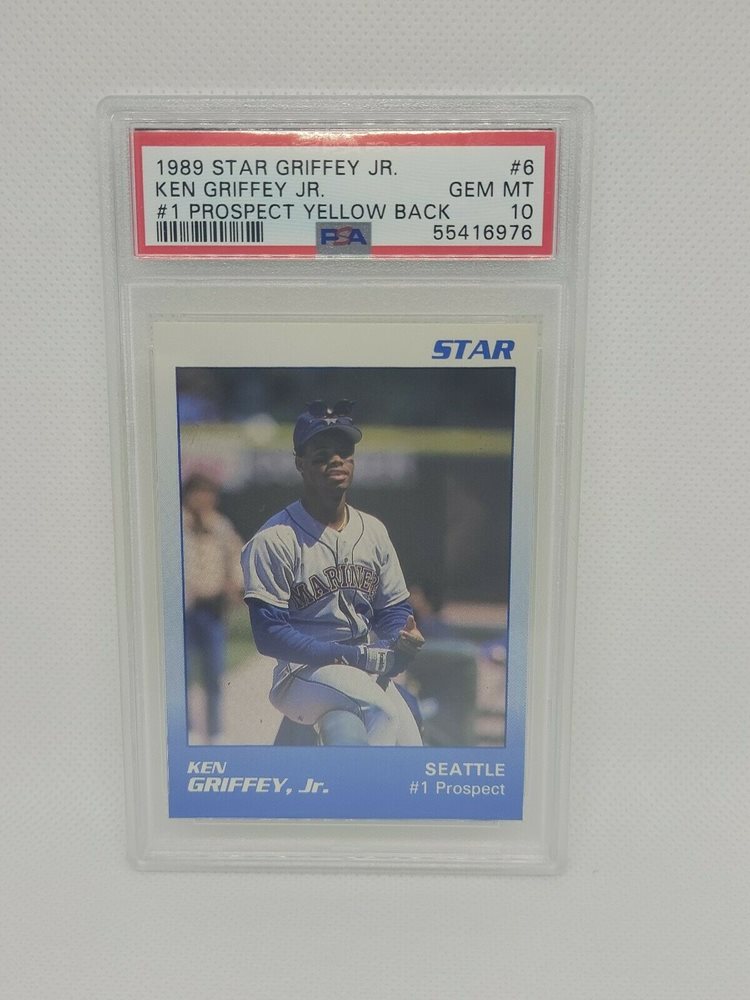 1989 STAR GRIFFEY JR. #6
KEN GRIFFEY JR. GEM MT
#1 PROSPECT YELLOW BACK 10
PSA 55416976
STAR
MARINERS
KEN SEATTLE
GRIFFEY, Jr. #1 Prospect